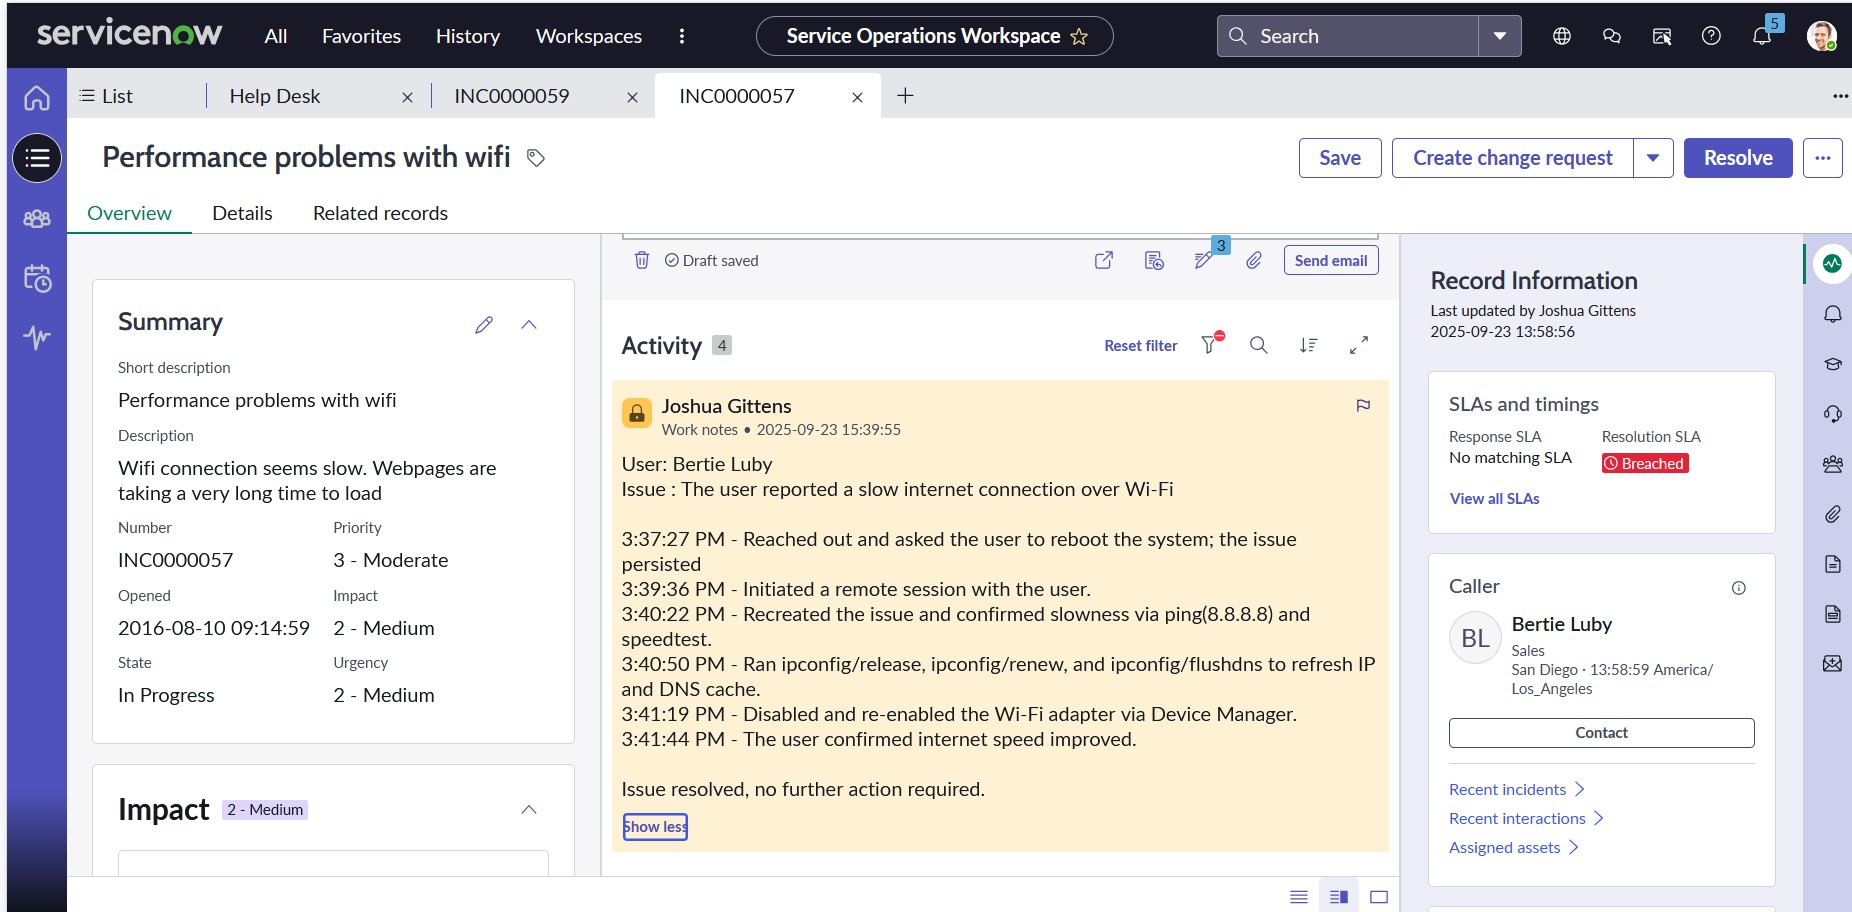 servicenow All Favorites History Workspaces Service Operations Workspace Search 5
List Help Desk INC0000059 INC0000057
Performance problems with wifi Save Create change request Resolve
Overview Details Related records
Summary
Short description
Performance problems with wifi
Description
Wifi connection seems slow. Webpages are
taking a very long time to load
Number Priority
INC0000057 3 - Moderate
Opened Impact
2016-08-10 09:14:59 2 - Medium
State Urgency
In Progress 2 - Medium
Impact 2 - Medium
Draft saved 3 Send email
Activity 4 Reset filter
Joshua Gittens
Work notes • 2025-09-23 15:39:55
User: Bertie Luby
Issue : The user reported a slow internet connection over Wi-Fi
3:37:27 PM - Reached out and asked the user to reboot the system; the issue
persisted
3:39:36 PM - Initiated a remote session with the user.
3:40:22 PM - Recreated the issue and confirmed slowness via ping(8.8.8.8) and
speedtest.
3:40:50 PM - Ran ipconfig/release, ipconfig/renew, and ipconfig/flushdns to refresh IP
and DNS cache.
3:41:19 PM - Disabled and re-enabled the Wi-Fi adapter via Device Manager.
3:41:44 PM - The user confirmed internet speed improved.
Issue resolved, no further action required.
Show less
Record Information
Last updated by Joshua Gittens
2025-09-23 13:58:56
SLAs and timings
Response SLA Resolution SLA
No matching SLA Breached
View all SLAs
Caller
BL Bertie Luby
Sales
San Diego · 13:58:59 America/
Los_Angeles
Contact
Recent incidents
Recent interactions
Assigned assets